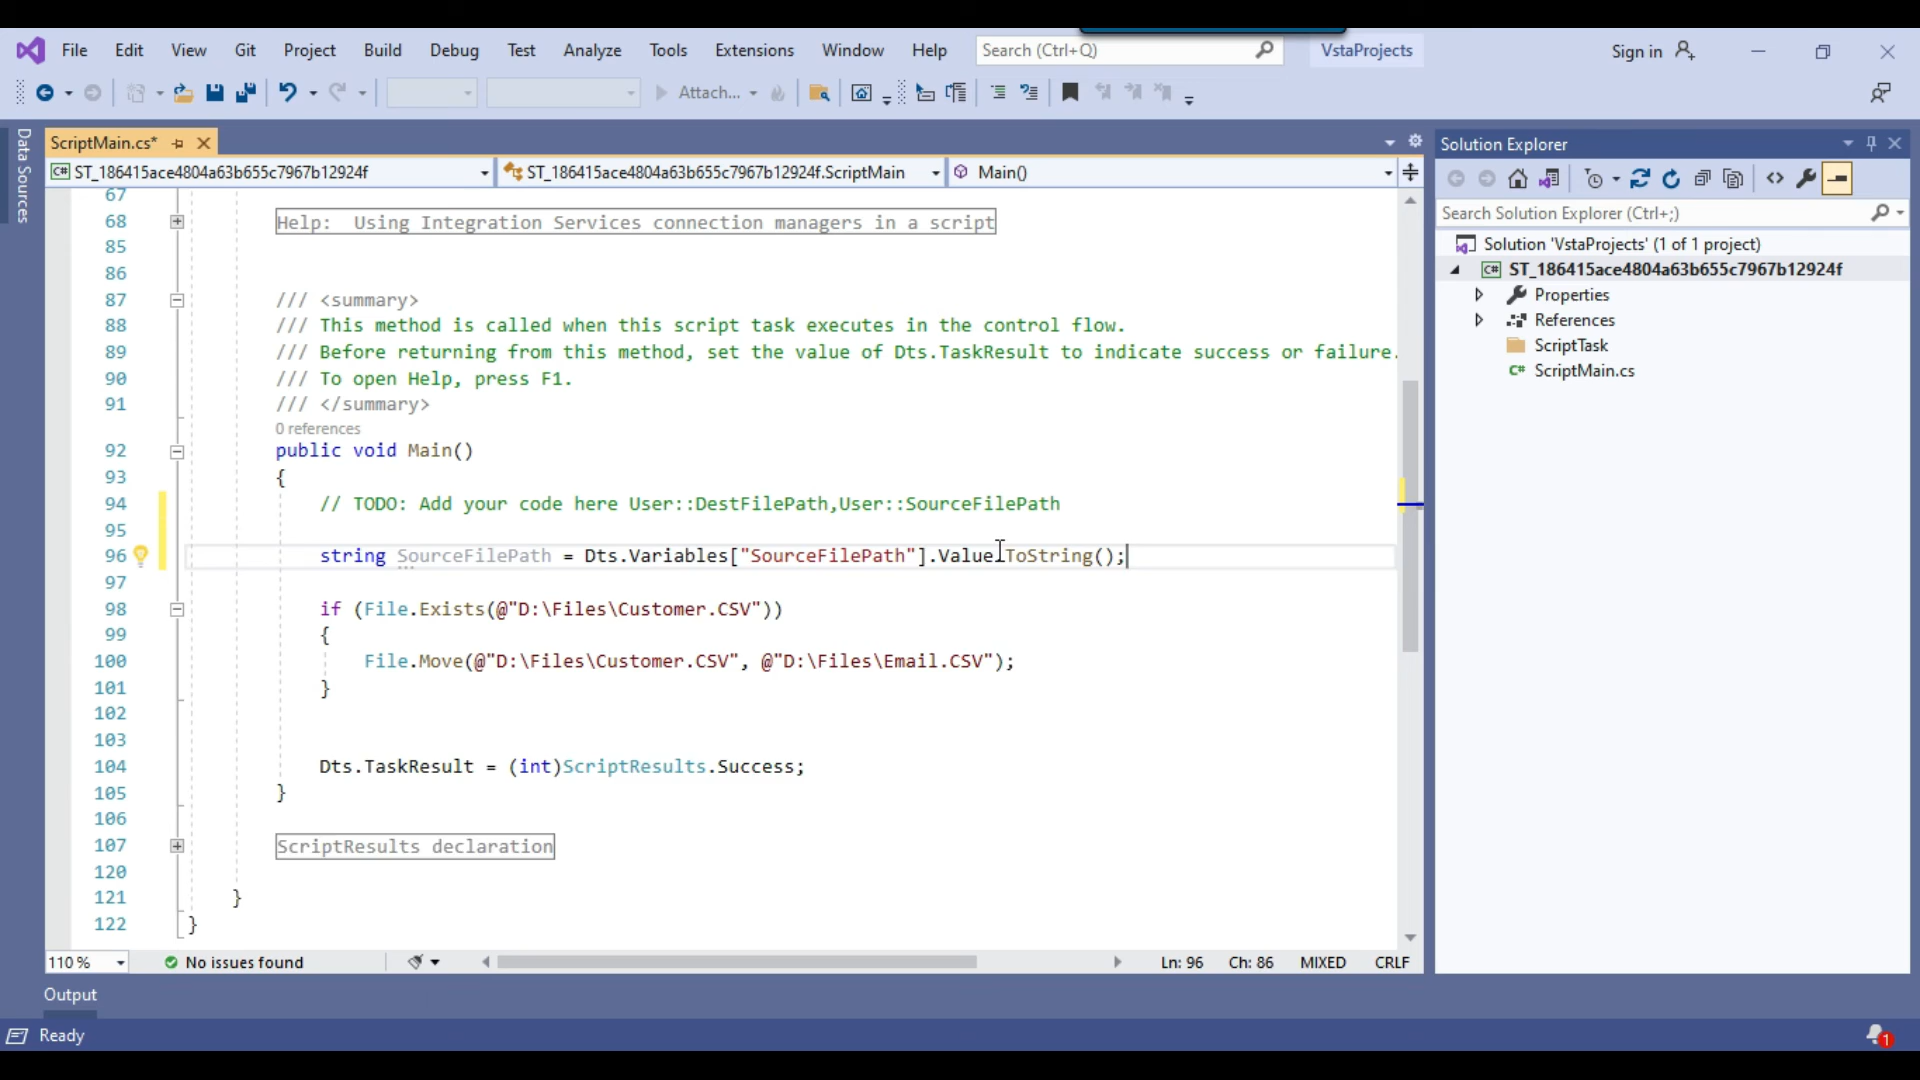 File Edit View Git Project Build Debug Test Analyze Tools Extensions Window Help Search (Ctrl+Q) VstaProjects Sign in
Attach...
Data Sources
ScriptMain.cs*
ST_186415ace4804a63b655c7967b12924f ST_186415ace4804a63b655c7967b12924f.ScriptMain Main()
67
68 Help: Using Integration Services connection managers in a script
85
86
87 /// <summary>
88 /// This method is called when this script task executes in the control flow.
89 /// Before returning from this method, set the value of Dts.TaskResult to indicate success or failure.
90 /// To open Help, press F1.
91 /// </summary>
0 references
92 public void Main()
93 {
94 // TODO: Add your code here User::DestFilePath,User::SourceFilePath
95
96 string SourceFilePath = Dts.Variables["SourceFilePath"].Value.ToString();
97
98 if (File.Exists(@"D:\Files\Customer.CSV"))
99 {
100 File.Move(@"D:\Files\Customer.CSV", @"D:\Files\Email.CSV");
101 }
102
103
104 Dts.TaskResult = (int)ScriptResults.Success;
105 }
106
107 ScriptResults declaration
120
121 }
122 }
110 % No issues found Ln: 96 Ch: 86 MIXED CRLF
Solution Explorer
Search Solution Explorer (Ctrl+;)
Solution 'VstaProjects' (1 of 1 project)
C# ST_186415ace4804a63b655c7967b12924f
Properties
References
ScriptTask
C# ScriptMain.cs
Output
Ready
1